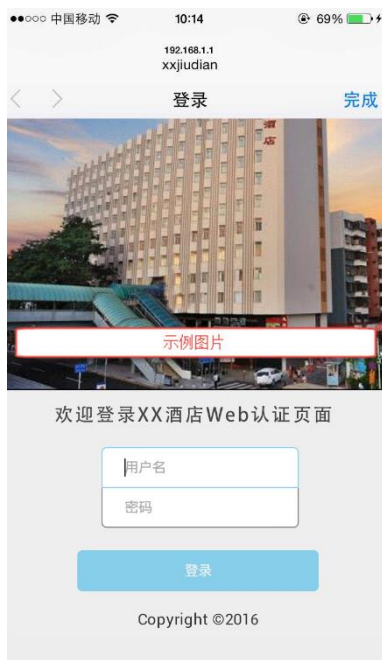 中国移动 10:14 69%
192.168.1.1
xxjiudian
登录 完成
酒店
示例图片
欢迎登录XX酒店Web认证页面
用户名
密码
登录
Copyright ©2016